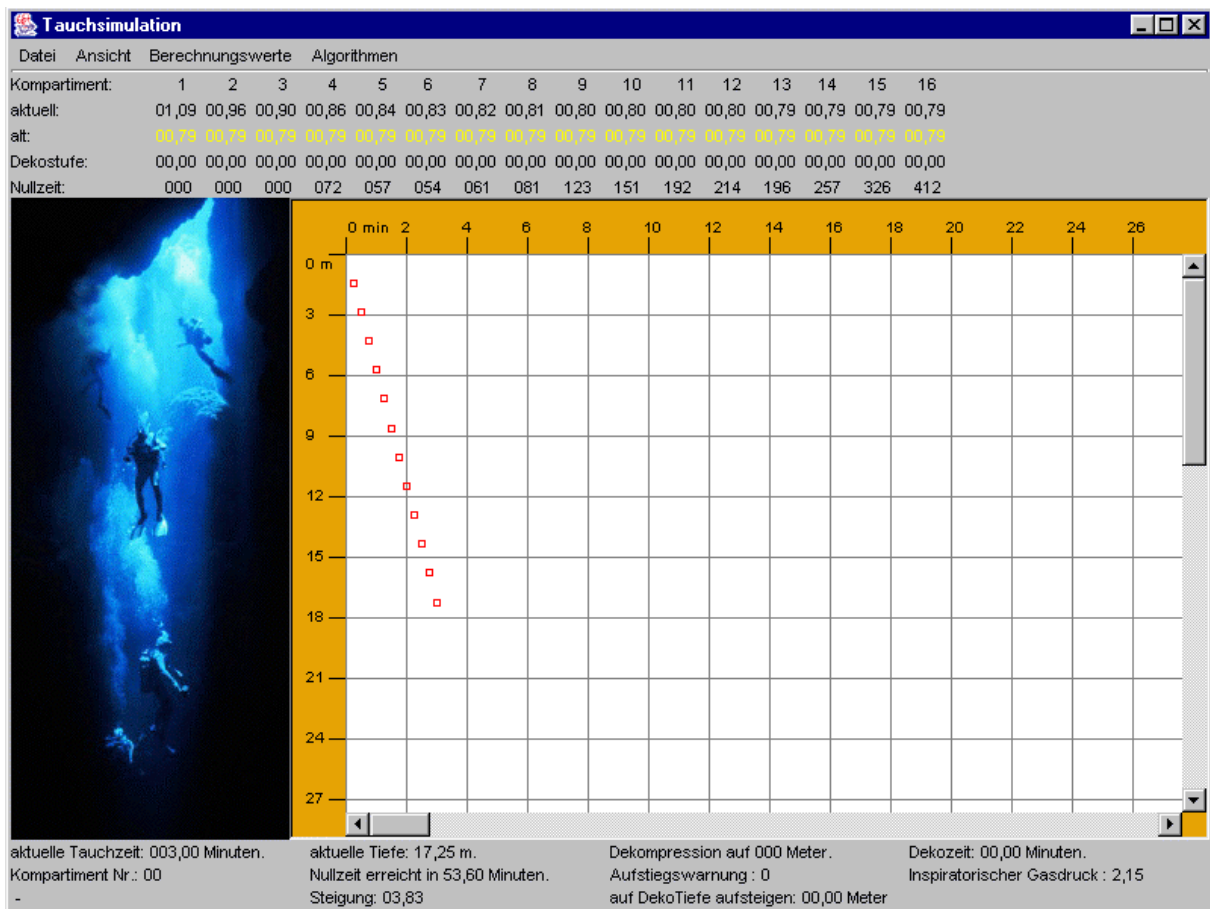 Tauchsimulation
Datei Ansicht Berechnungswerte Algorithmen
Kompartiment: 1 2 3 4 5 6 7 8 9 10 11 12 13 14 15 16
aktuell: 01,09 00,96 00,90 00,86 00,84 00,83 00,82 00,81 00,80 00,80 00,80 00,80 00,79 00,79 00,79 00,79
alt: 00,79 00,79 00,79 00,79 00,79 00,79 00,79 00,79 00,79 00,79 00,79 00,79 00,79 00,79 00,79 00,79
Dekostufe: 00,00 00,00 00,00 00,00 00,00 00,00 00,00 00,00 00,00 00,00 00,00 00,00 00,00 00,00 00,00 00,00
Nullzeit: 000 000 000 072 057 054 061 081 123 151 192 214 196 257 326 412
0 min 2 4 6 8 10 12 14 16 18 20 22 24 26
0 m
3
6
9
12
15
18
21
24
27
aktuelle Tauchzeit: 003,00 Minuten. aktuelle Tiefe: 17,25 m. Dekompression auf 000 Meter. Dekozeit: 00,00 Minuten.
Kompartiment Nr.: 00 Nullzeit erreicht in 53,60 Minuten. Aufstiegswarnung : 0 Inspiratorischer Gasdruck : 2,15
- Steigung: 03,83 auf DekoTiefe aufsteigen: 00,00 Meter